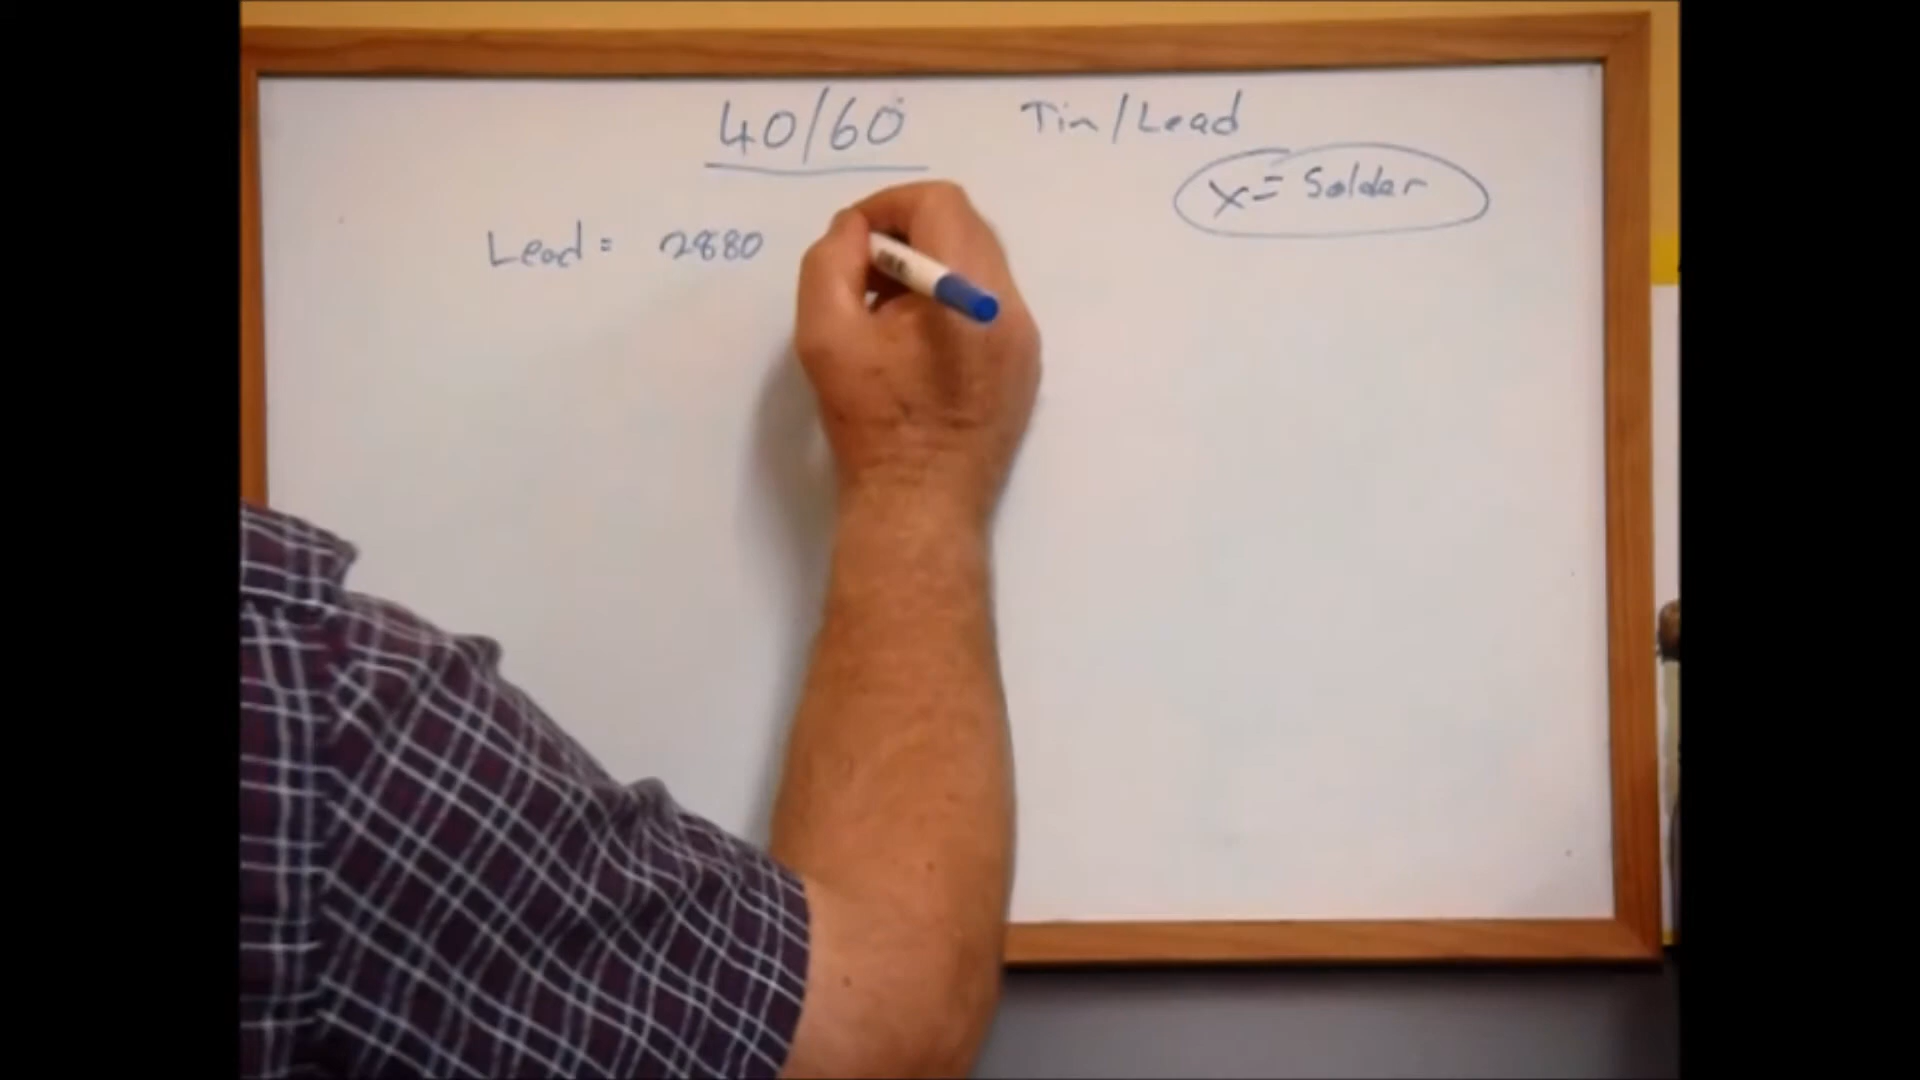 40/60 Tin/Lead
x = Solder
Lead = 2880